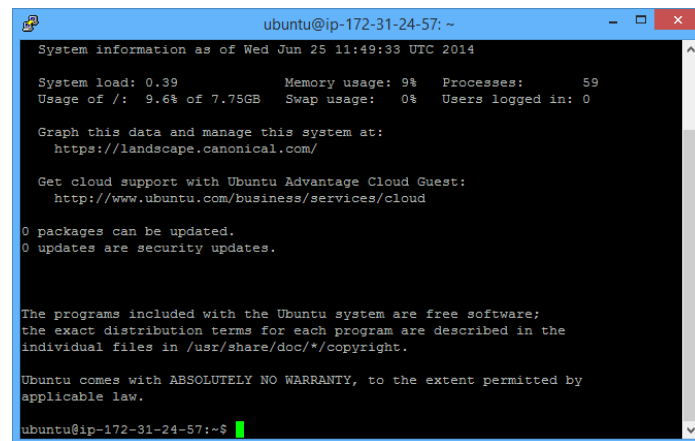 ubuntu@ip-172-31-24-57: ~
System information as of Wed Jun 25 11:49:33 UTC 2014
System load: 0.39 Memory usage: 9% Processes: 59
Usage of /: 9.6% of 7.75GB Swap usage: 0% Users logged in: 0
Graph this data and manage this system at:
https://landscape.canonical.com/
Get cloud support with Ubuntu Advantage Cloud Guest:
http://www.ubuntu.com/business/services/cloud
0 packages can be updated.
0 updates are security updates.
The programs included with the Ubuntu system are free software;
the exact distribution terms for each program are described in the
individual files in /usr/share/doc/*/copyright.
Ubuntu comes with ABSOLUTELY NO WARRANTY, to the extent permitted by
applicable law.
ubuntu@ip-172-31-24-57:~$